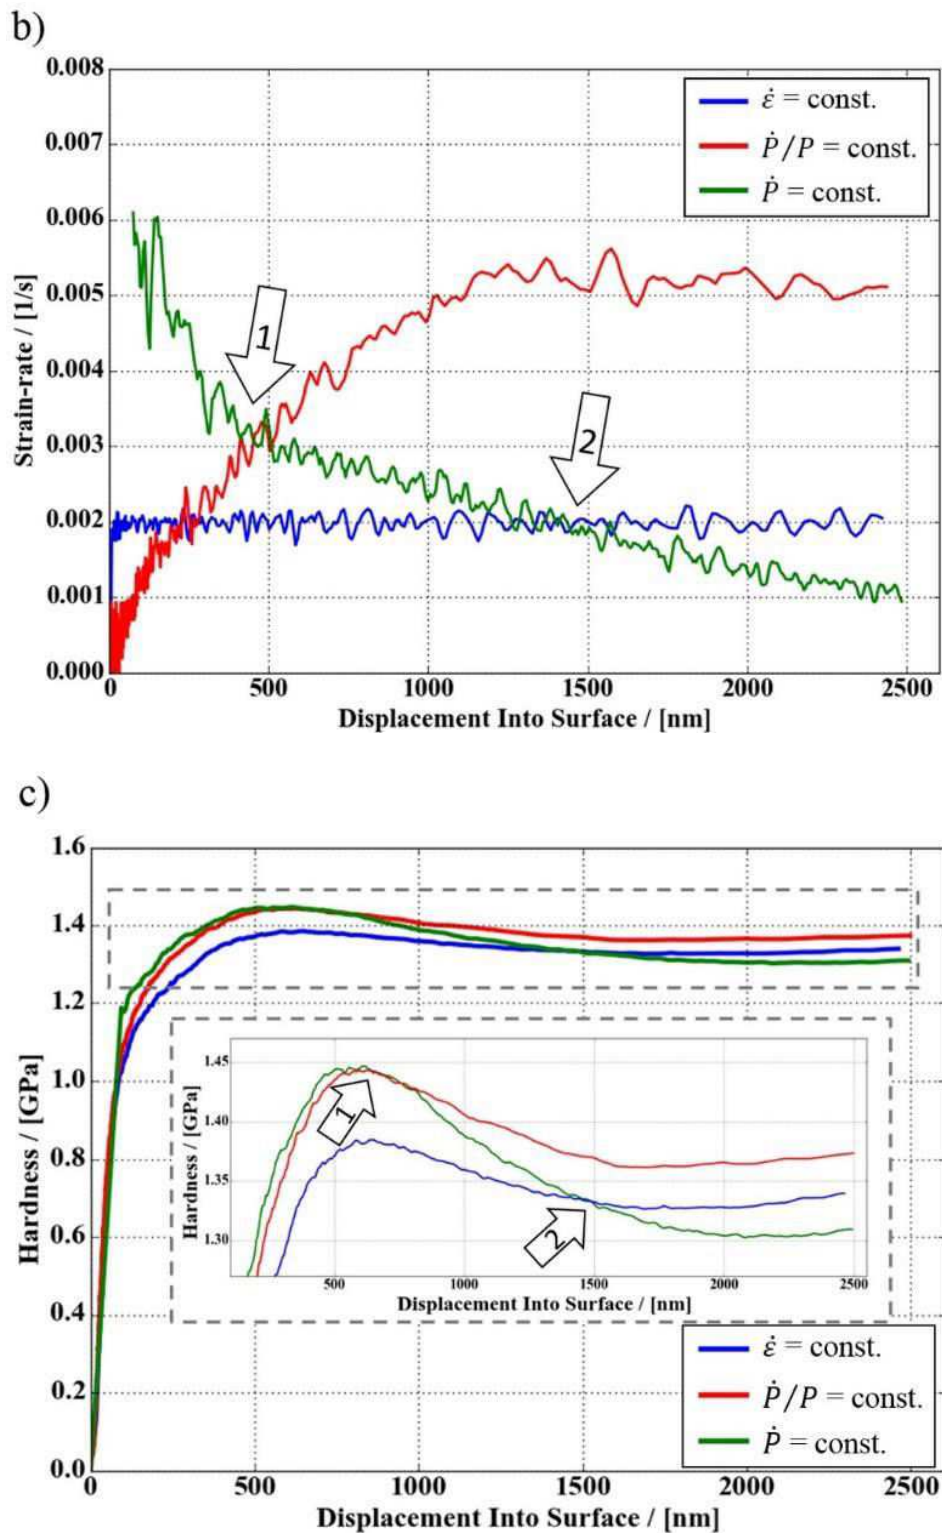 b)
0.008
0.007
0.006
0.005
0.004
0.003
0.002
0.001
0.000
Strain-rate / [1/s]
ε̇ = const.
Ṗ/P = const.
Ṗ = const.
1
2
0 500 1000 1500 2000 2500
Displacement Into Surface / [nm]
c)
1.6
1.4
1.2
1.0
0.8
0.6
0.4
0.2
0.0
Hardness / [GPa]
1.45
1.40
1.35
1.30
Hardness / [GPa]
1
2
500 1000 1500 2000 2500
Displacement Into Surface / [nm]
ε̇ = const.
Ṗ/P = const.
Ṗ = const.
0 500 1000 1500 2000 2500
Displacement Into Surface / [nm]